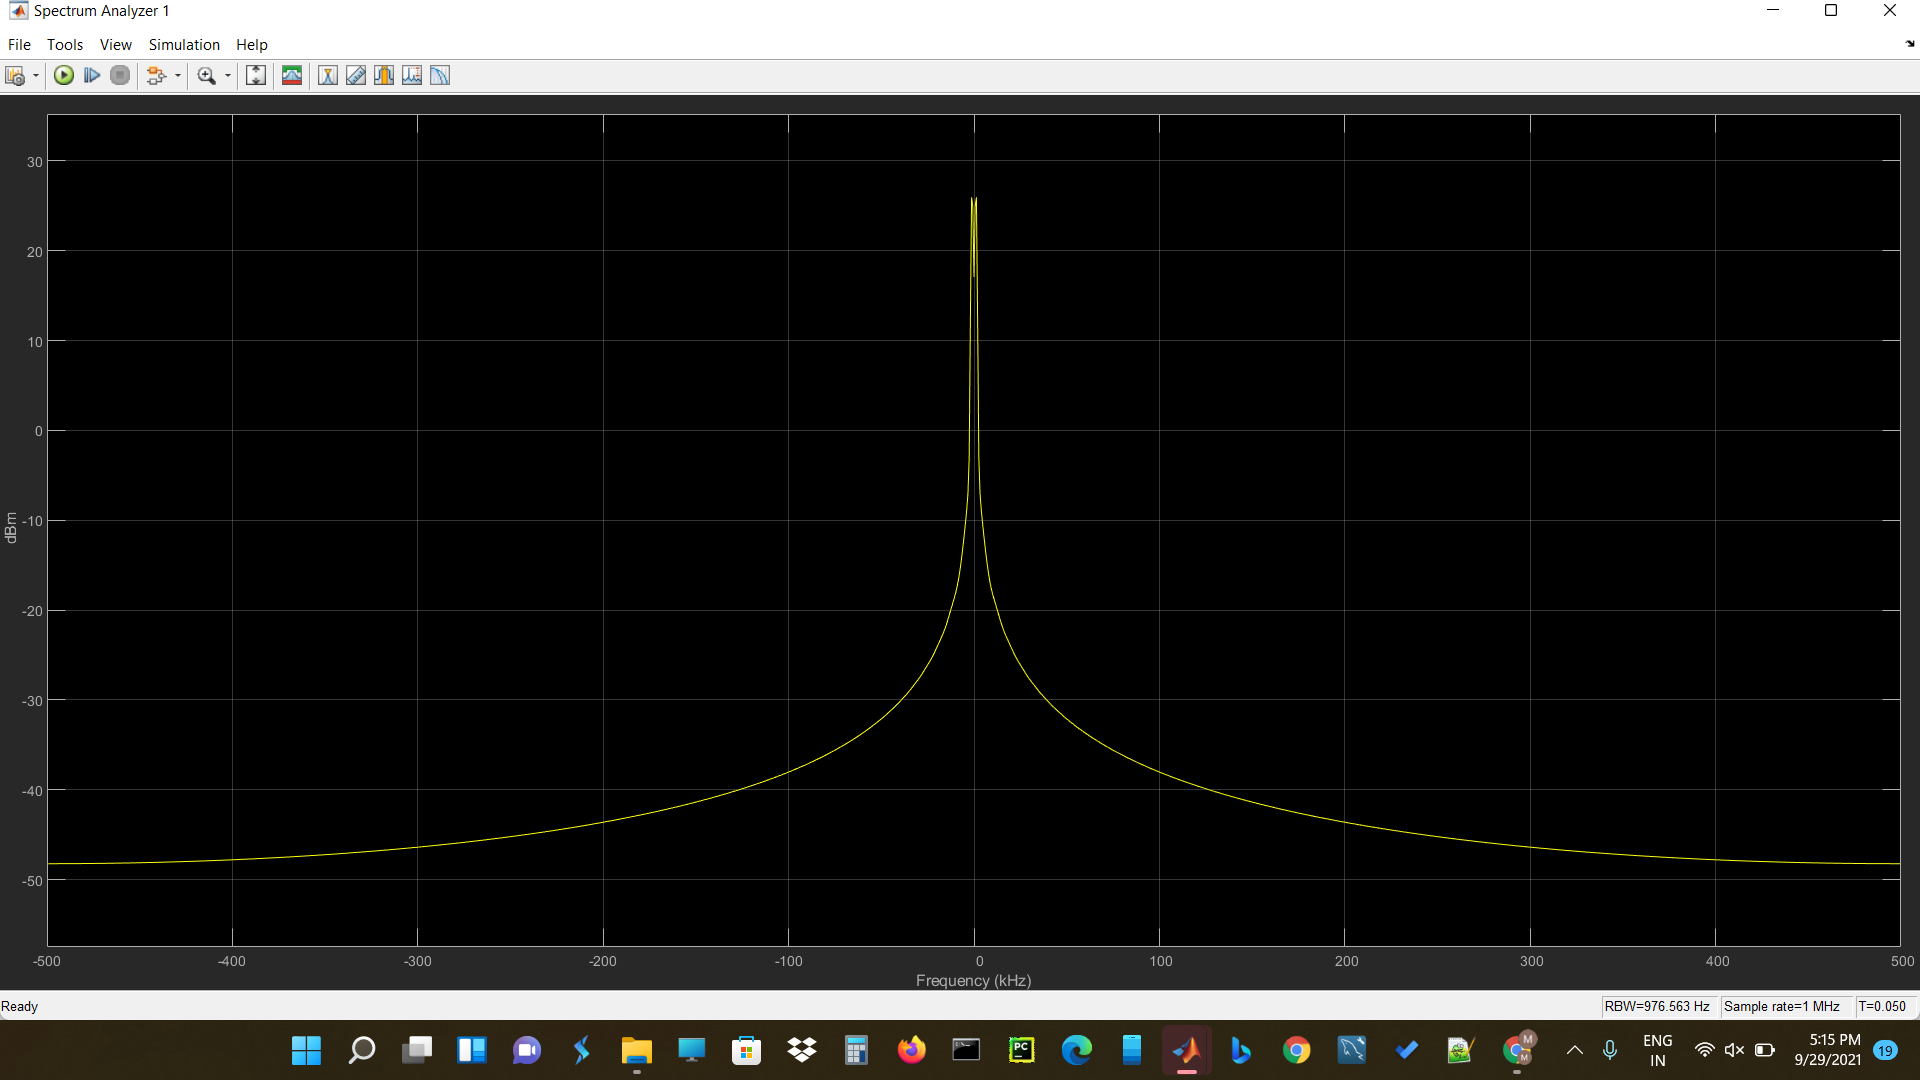 Spectrum Analyzer 1
File Tools View Simulation Help
30
20
10
0
-10
-20
-30
-40
-50
dBm
-500 -400 -300 -200 -100 0 100 200 300 400 500
Frequency (kHz)
Ready RBW=976.563 Hz Sample rate=1 MHz T=0.050
PC M M ENG IN 5:15 PM 19
9/29/2021